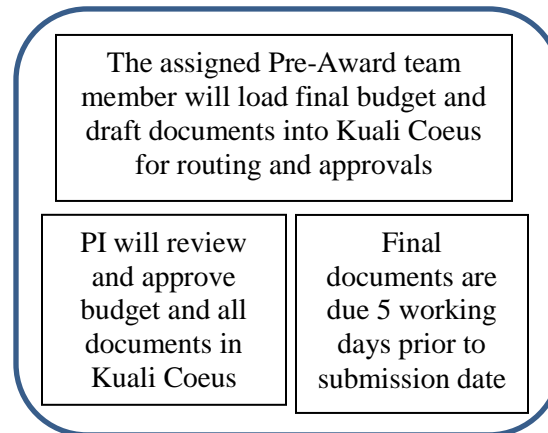 The assigned Pre-Award team
member will load final budget and
draft documents into Kuali Coeus
for routing and approvals
PI will review
and approve
budget and all
documents in
Kuali Coeus
Final
documents are
due 5 working
days prior to
submission date